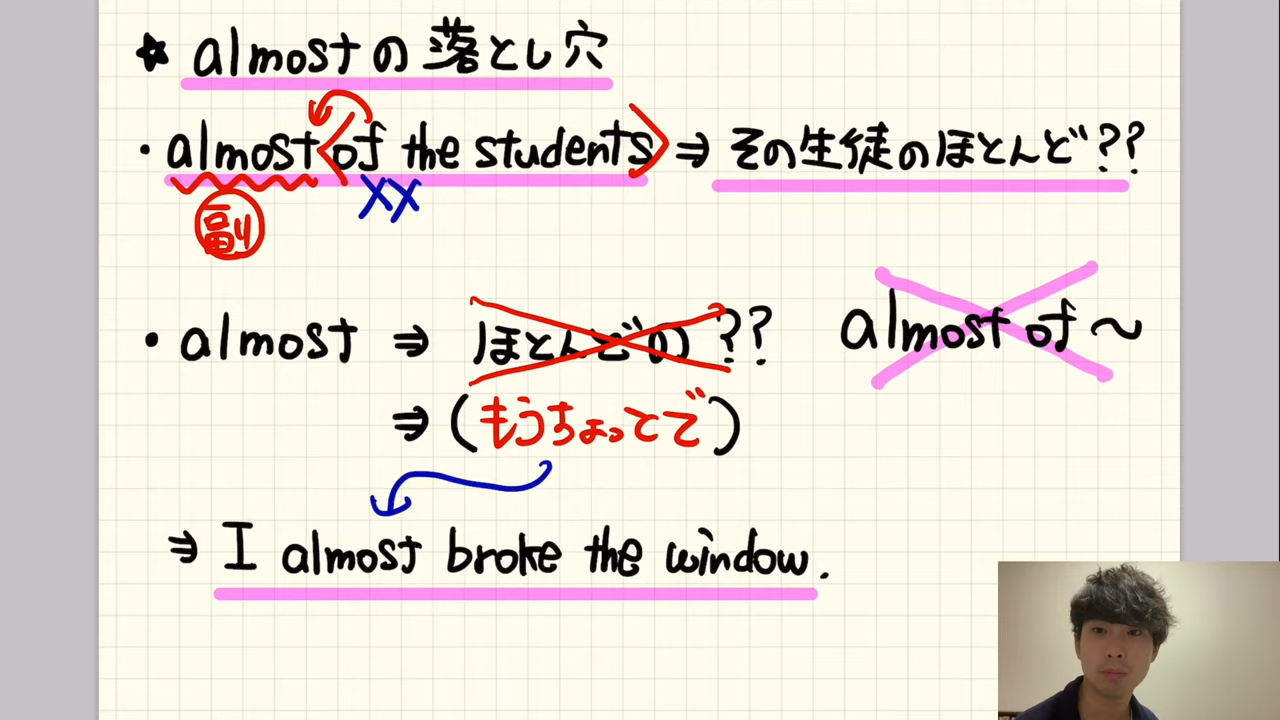 ★ almostの落とし穴
・almost <of the students> ⇒ その生徒のほとんど??
××
副
・almost ⇒ ほとんどの??
almost of 〜
⇒ (もうちょっとで)
⇒ I almost broke the window.